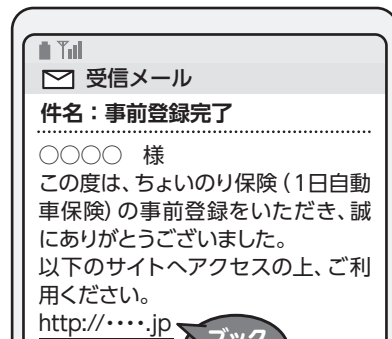 受信メール
件名：事前登録完了
○○○○　様
この度は、ちょいのり保険（1日自動
車保険）の事前登録をいただき、誠
にありがとうございました。
以下のサイトへアクセスの上、ご利
用ください。
http://・・・・.jp
ブック